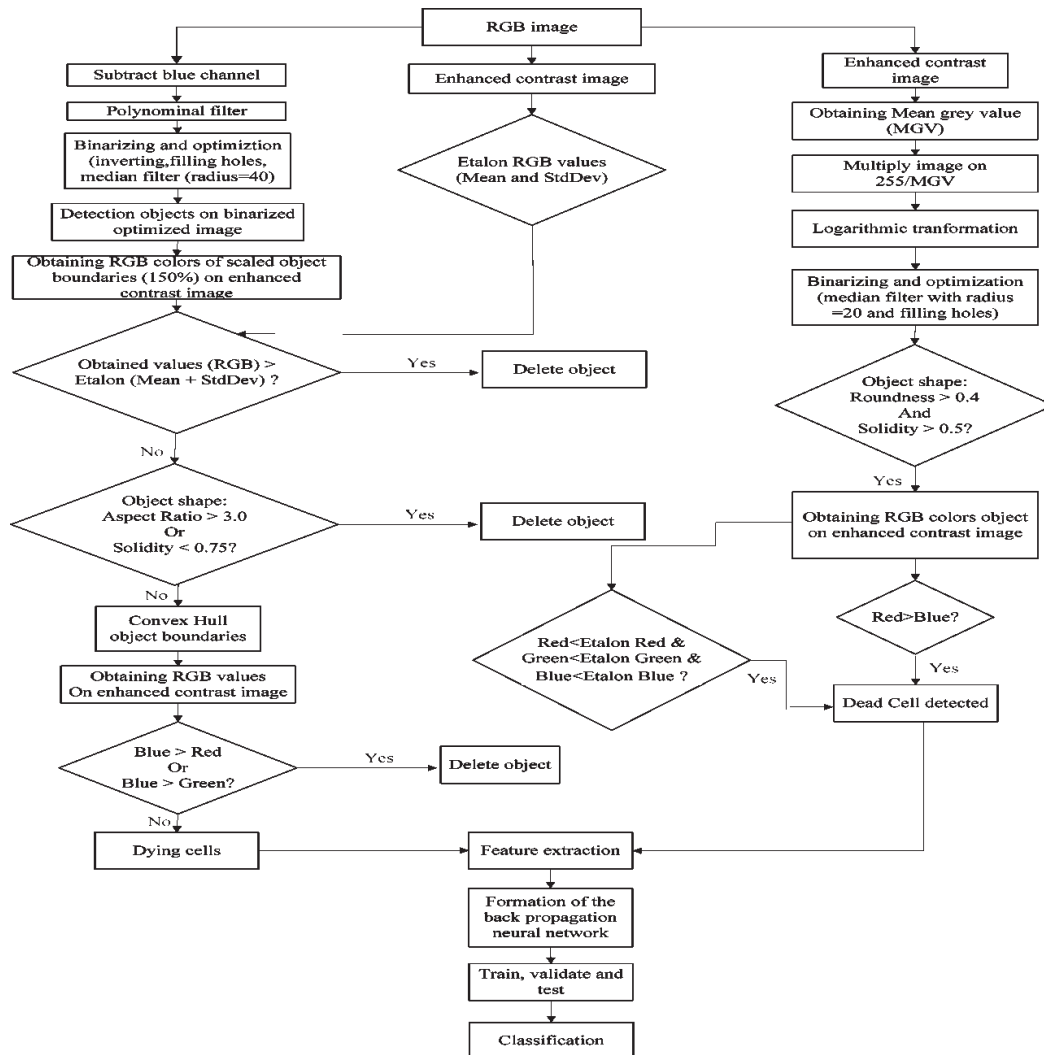 RGB image
Subtract blue channel
Polynominal filter
Binarizing and optimiztion
(inverting,filling holes,
median filter (radius=40)
Detection objects on binarized
optimized image
Obtaining RGB colors of scaled object
boundaries (150%) on enhanced
contrast image
Obtained values (RGB) >
Etalon (Mean + StdDev) ?
Yes
Delete object
No
Object shape:
Aspect Ratio > 3.0
Or
Solidity < 0.75?
Yes
Delete object
No
Convex Hull
object boundaries
Obtaining RGB values
On enhanced contrast image
Blue > Red
Or
Blue > Green?
Yes
Delete object
No
Dying cells
Enhanced contrast image
Etalon RGB values
(Mean and StdDev)
Enhanced contrast
image
Obtaining Mean grey value
(MGV)
Multiply image on
255/MGV
Logarithmic tranformation
Binarizing and optimization
(median filter with radius
=20 and filling holes)
Object shape:
Roundness > 0.4
And
Solidity > 0.5?
Yes
Obtaining RGB colors object
on enhanced contrast image
Red<Etalon Red &
Green<Etalon Green &
Blue<Etalon Blue ?
Yes
Red>Blue?
Yes
Dead Cell detected
Feature extraction
Formation of the
back propagation
neural network
Train, validate and
test
Classification